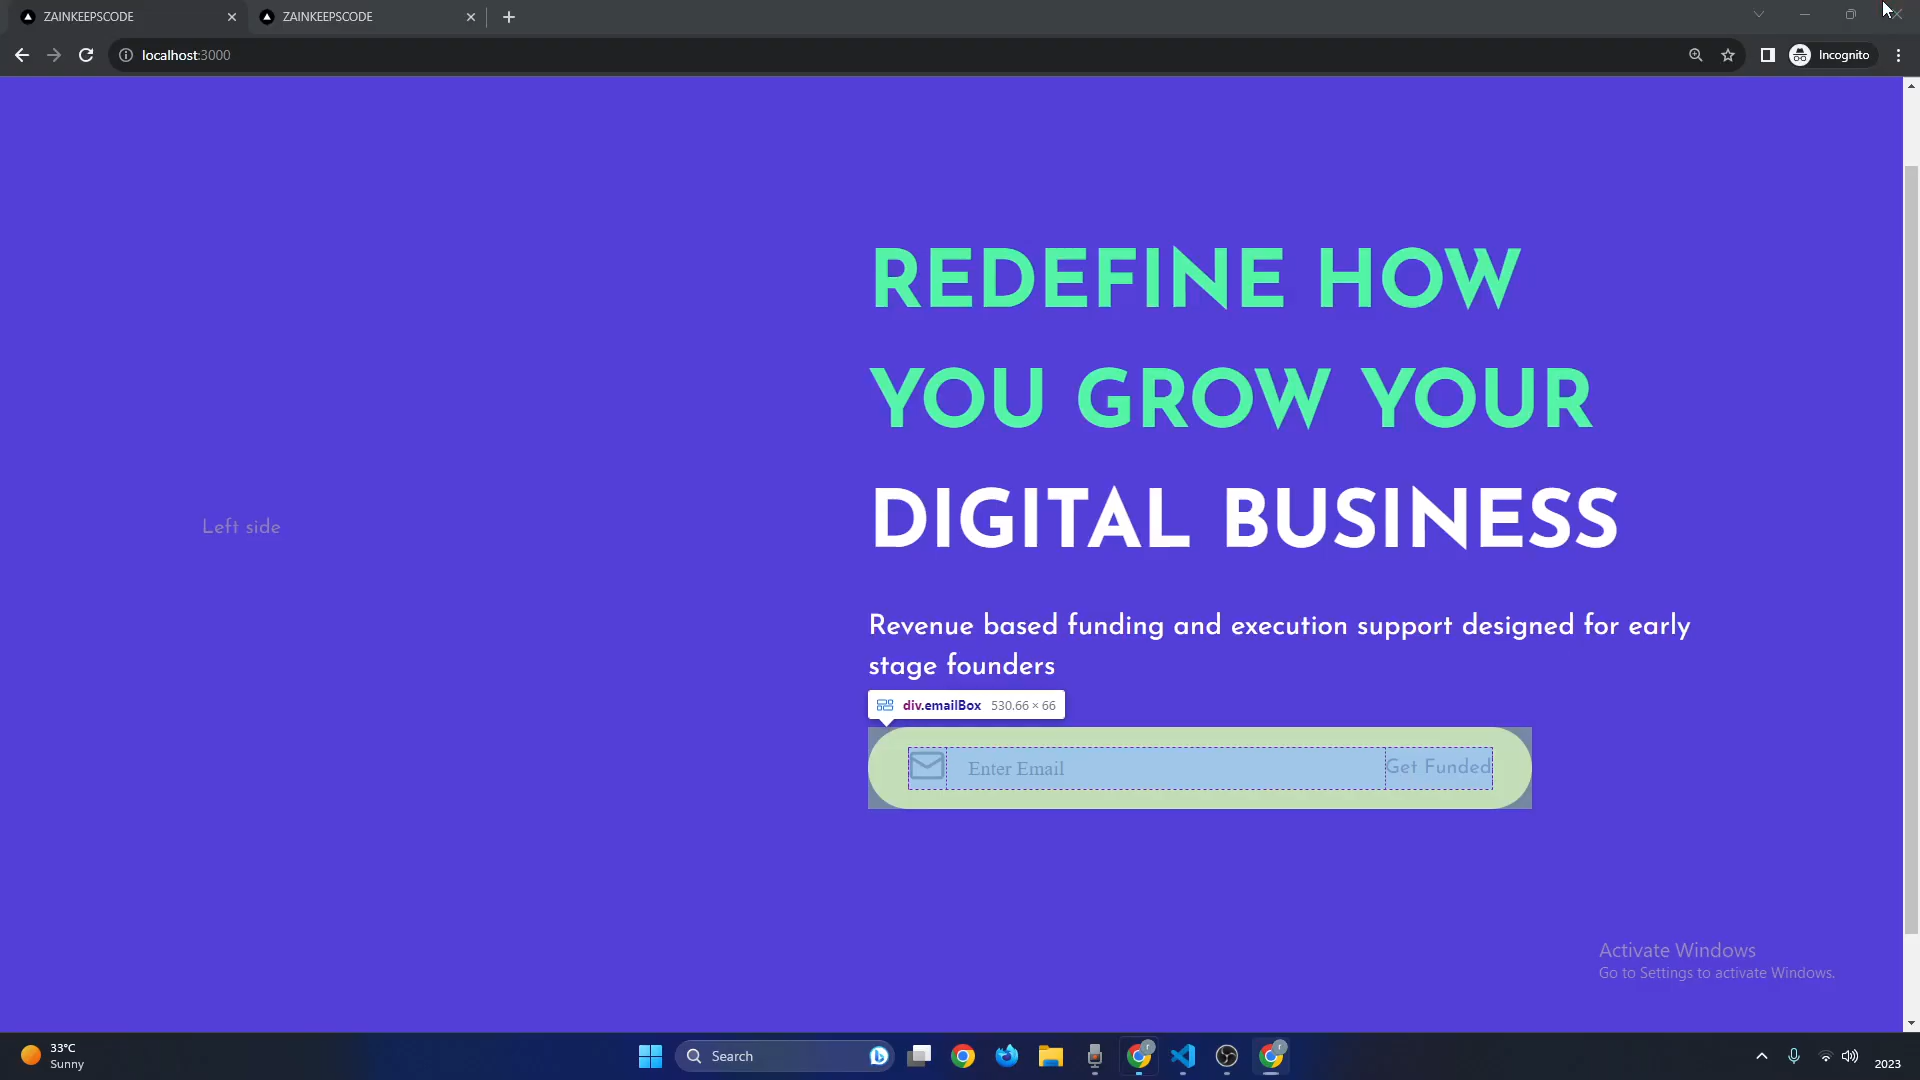 ZAINKEEPSCODE
ZAINKEEPSCODE
localhost:3000
Incognito
REDEFINE HOW
YOU GROW YOUR
DIGITAL BUSINESS
Left side
Revenue based funding and execution support designed for early
stage founders
div.emailBox 530.66 × 66
Enter Email
Get Funded
Activate Windows
Go to Settings to activate Windows.
33°C
Sunny
Search
2023